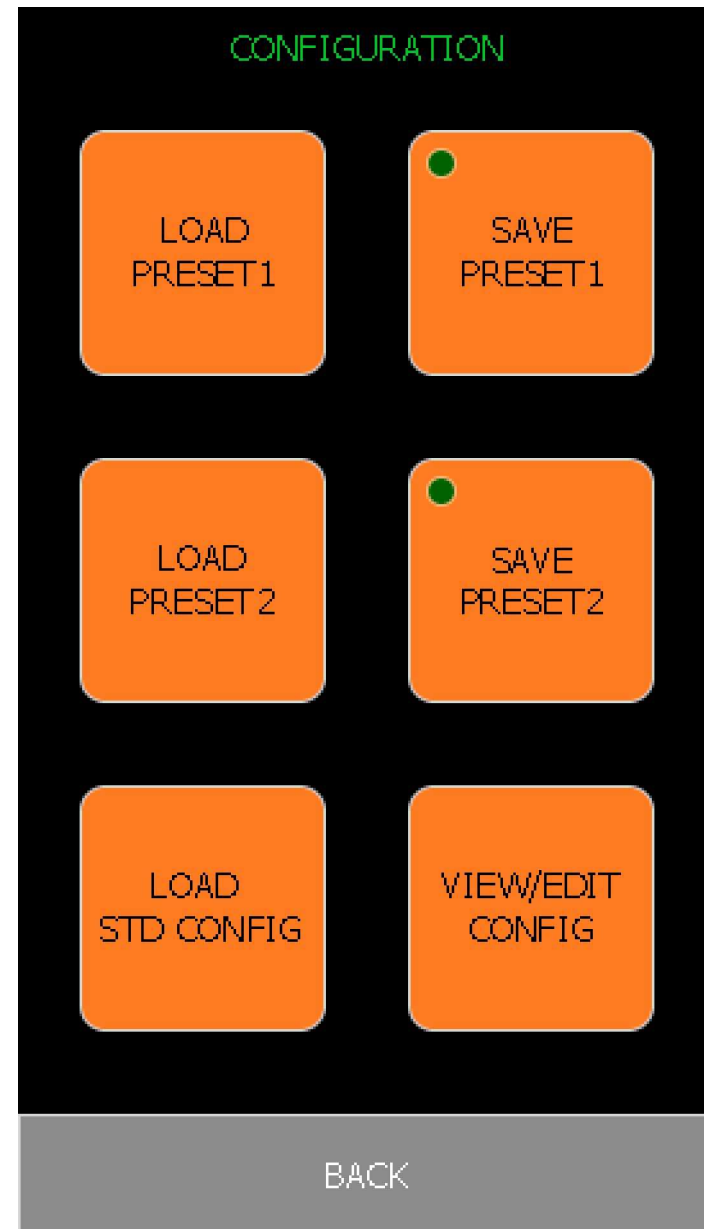 CONFIGURATION
LOAD
PRESET1
SAVE
PRESET1
LOAD
PRESET2
SAVE
PRESET2
LOAD
STD CONFIG
VIEW/EDIT
CONFIG
BACK